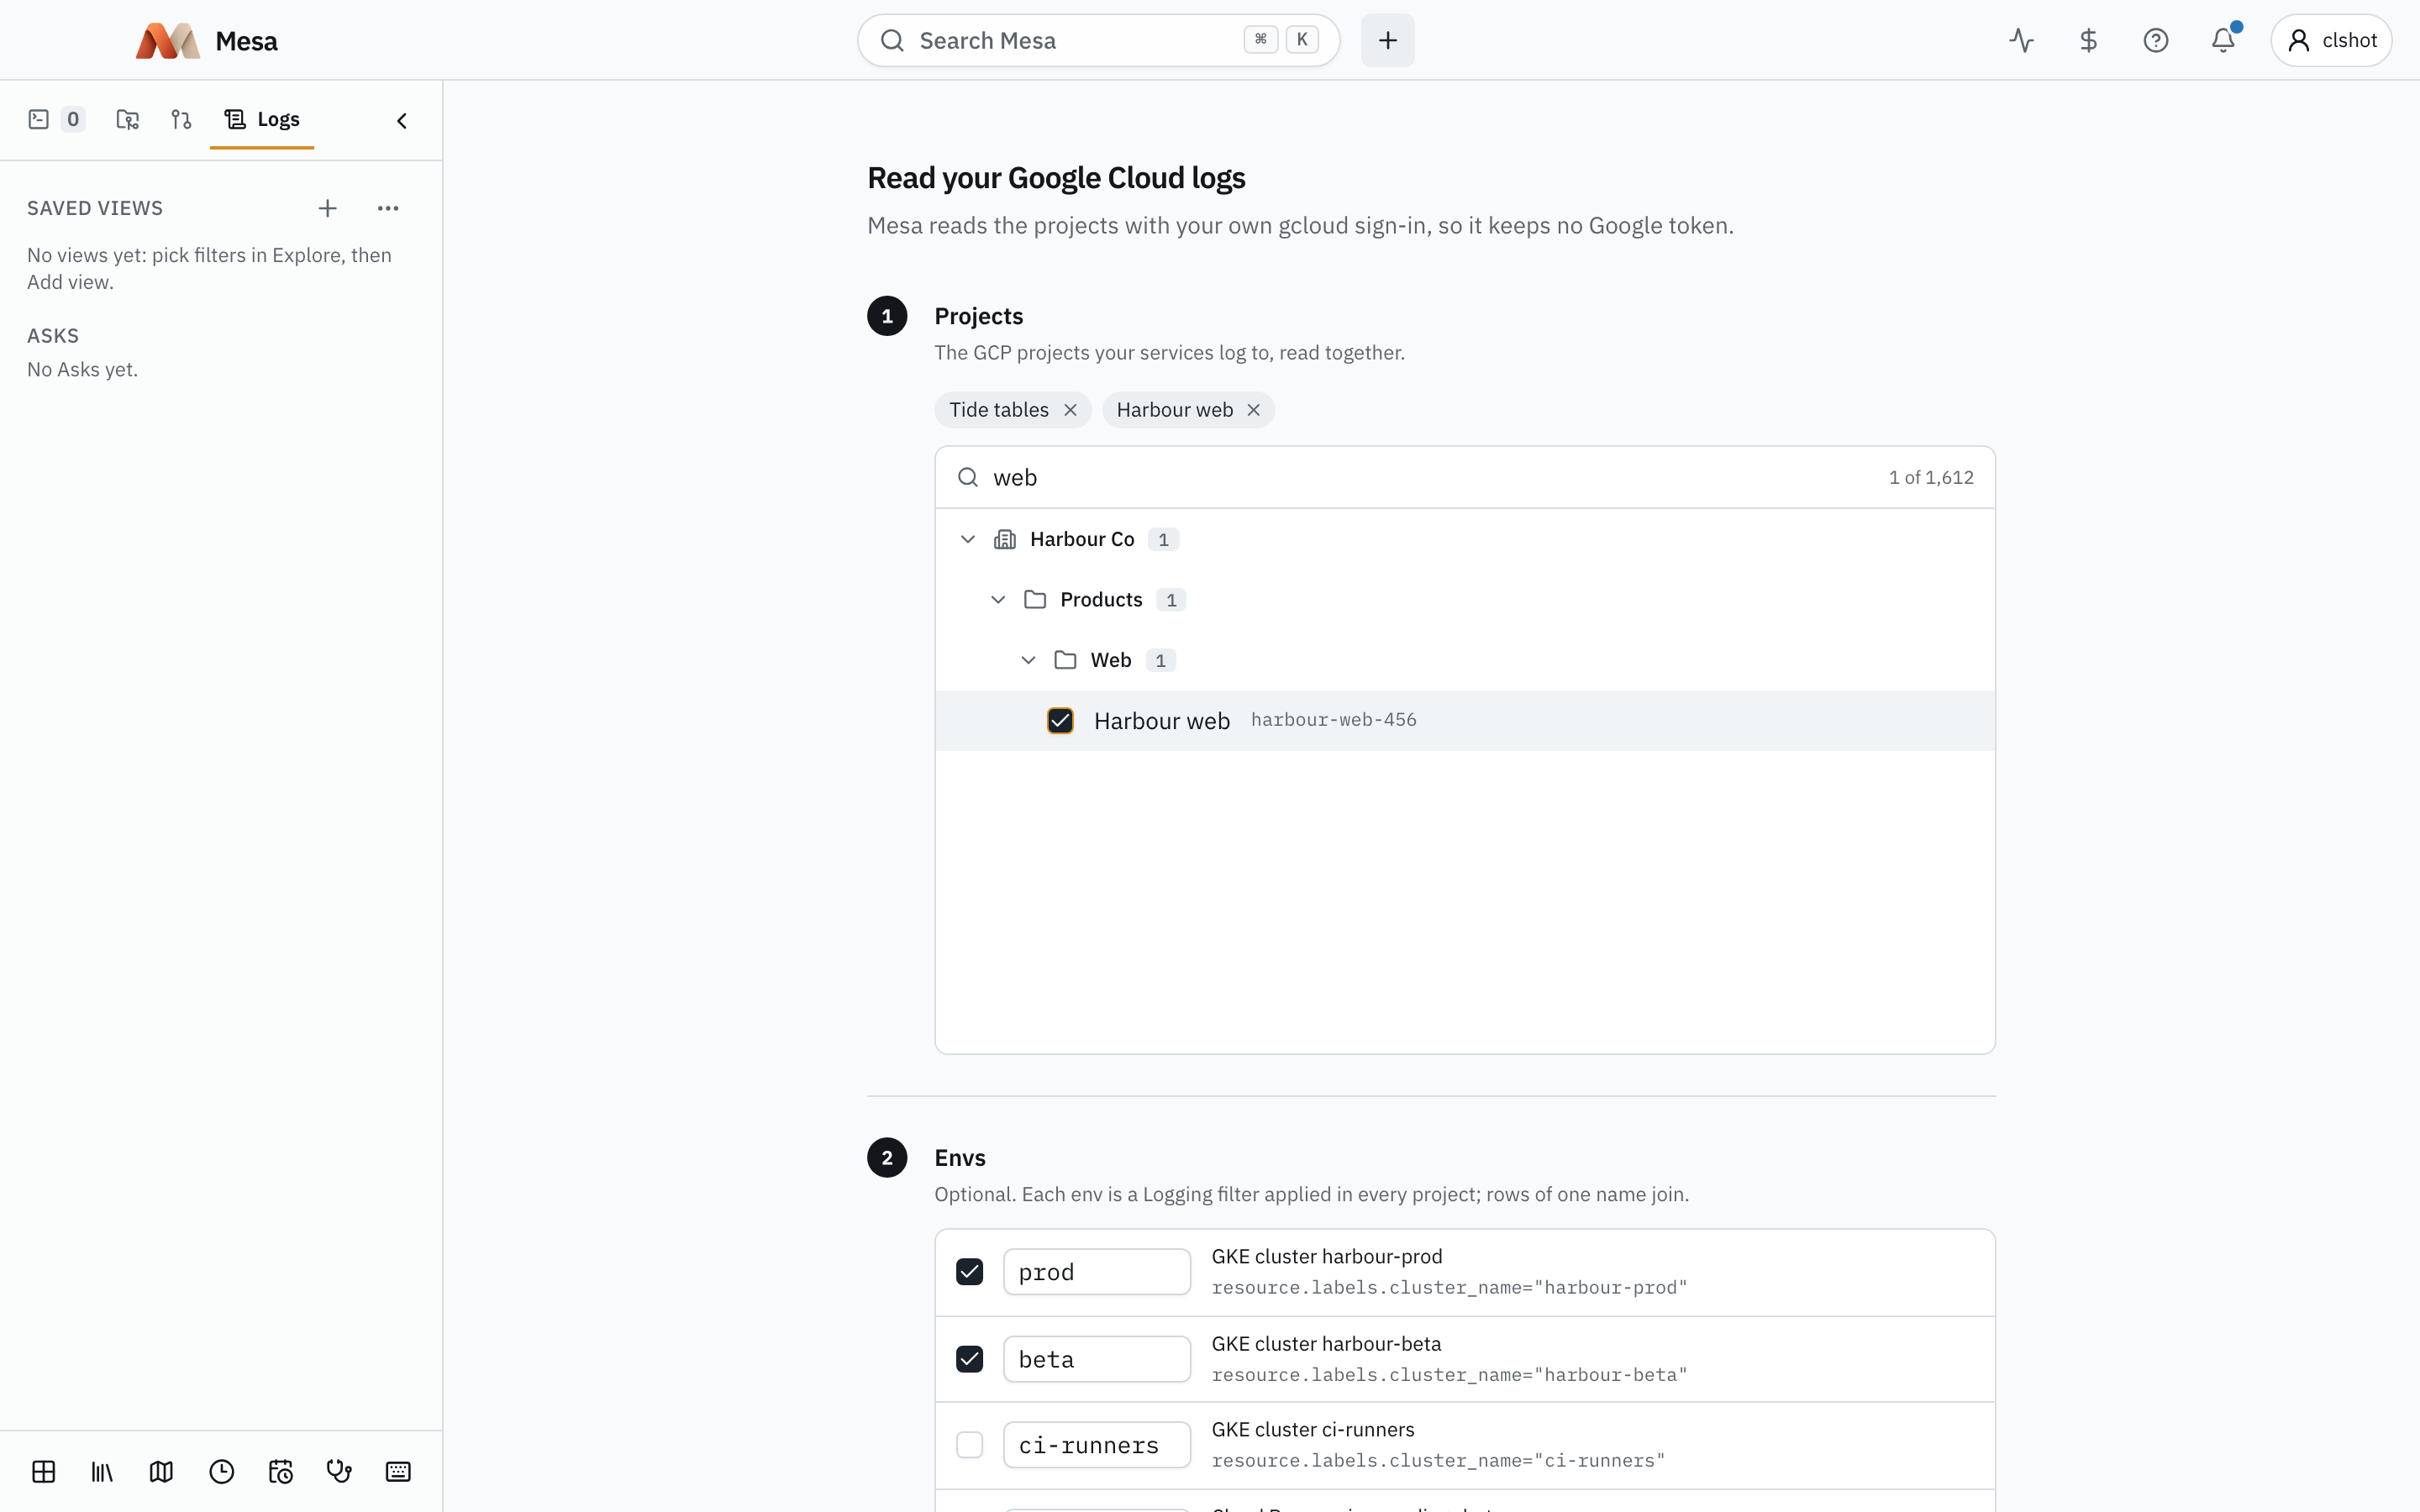 Mesa
Search Mesa
⌘ K
clshot
0
Logs
SAVED VIEWS
No views yet: pick filters in Explore, then
Add view.
ASKS
No Asks yet.
Read your Google Cloud logs
Mesa reads the projects with your own gcloud sign-in, so it keeps no Google token.
1 Projects
The GCP projects your services log to, read together.
Tide tables
Harbour web
web
1 of 1,612
Harbour Co 1
Products 1
Web 1
Harbour web harbour-web-456
2 Envs
Optional. Each env is a Logging filter applied in every project; rows of one name join.
prod
GKE cluster harbour-prod
resource.labels.cluster_name="harbour-prod"
beta
GKE cluster harbour-beta
resource.labels.cluster_name="harbour-beta"
ci-runners
GKE cluster ci-runners
resource.labels.cluster_name="ci-runners"